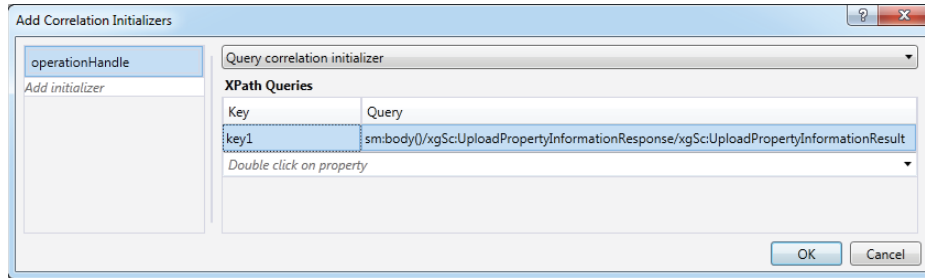 Add Correlation Initializers
operationHandle
Add initializer
Query correlation initializer
XPath Queries
Key Query
key1 sm:body()/xgSc:UploadPropertyInformationResponse/xgSc:UploadPropertyInformationResult
Double click on property
OK Cancel